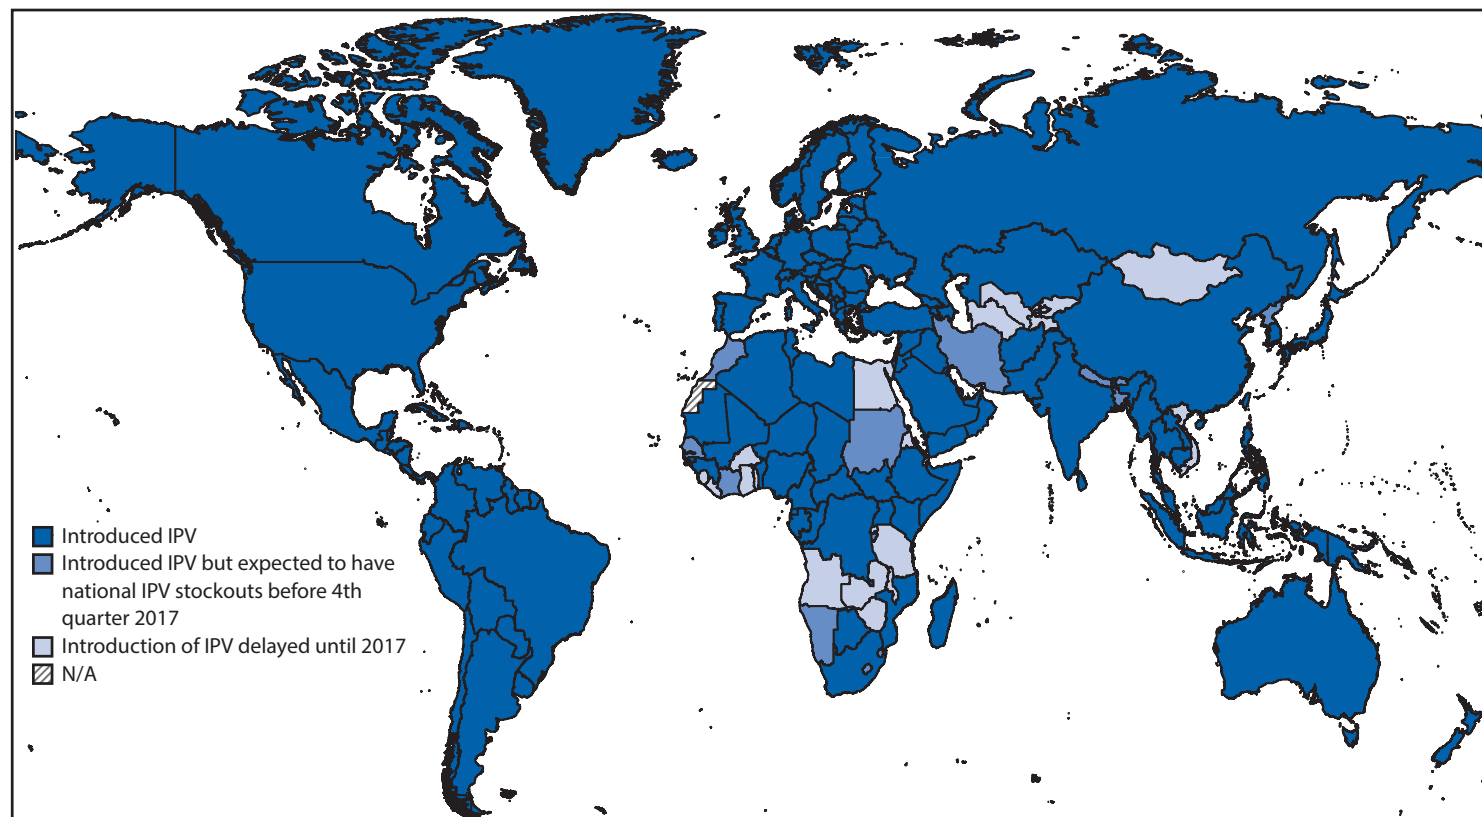 Introduced IPV
Introduced IPV but expected to have
national IPV stockouts before 4th
quarter 2017
Introduction of IPV delayed until 2017
N/A